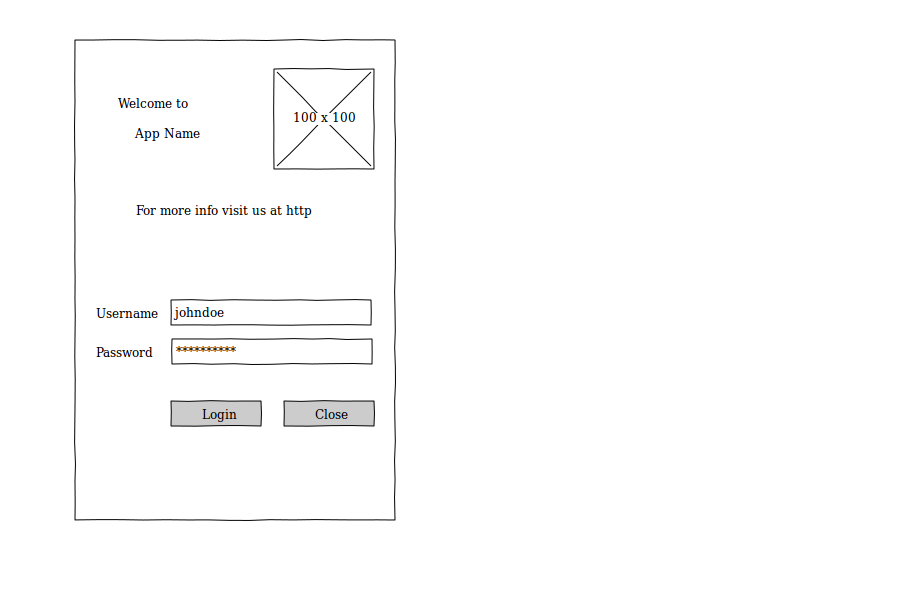 Welcome to
100 x 100
App Name
For more info visit us at http
Username johndoe
Password **********
Login Close